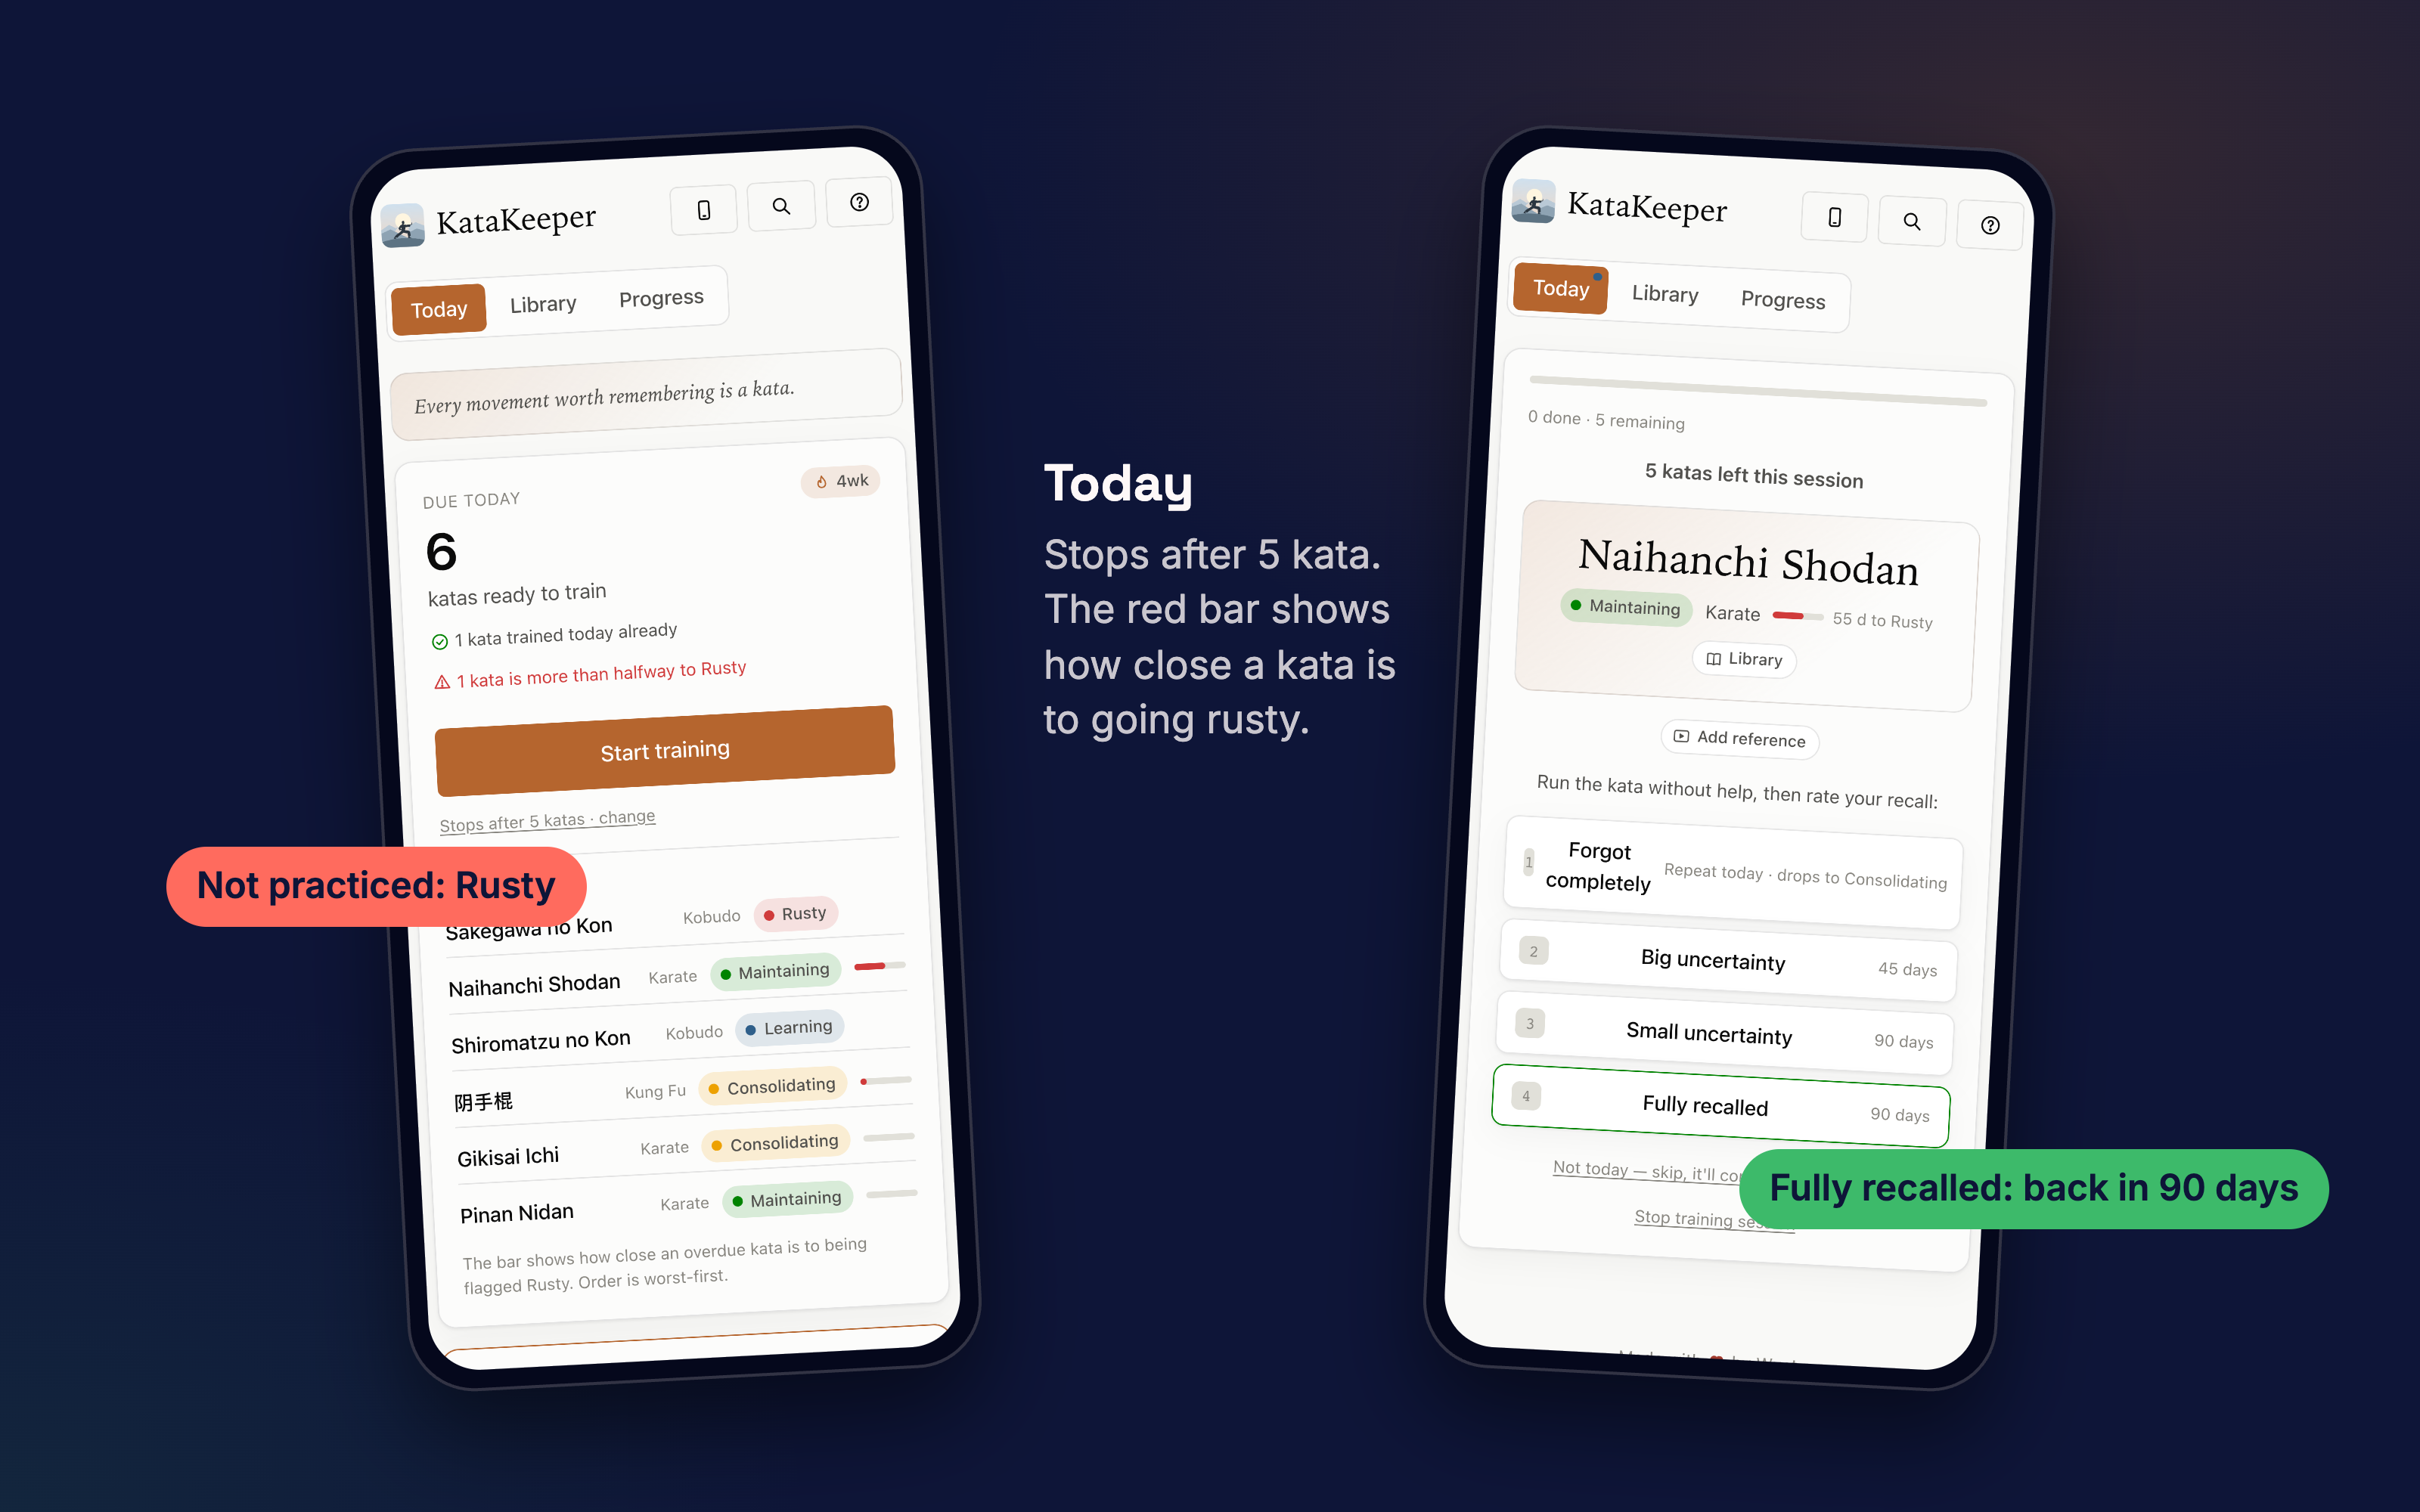 KataKeeper
Today Library Progress
Every movement worth remembering is a kata.
DUE TODAY
4wk
6
katas ready to train
1 kata trained today already
1 kata is more than halfway to Rusty
Start training
Stops after 5 katas · change
Not practiced: Rusty
Sakegawa no Kon Kobudo Rusty
Naihanchi Shodan Karate Maintaining
Shiromatzu no Kon Kobudo Learning
阴手棍 Kung Fu Consolidating
Gikisai Ichi Karate Consolidating
Pinan Nidan Karate Maintaining
The bar shows how close an overdue kata is to being
flagged Rusty. Order is worst-first.
Today
Stops after 5 kata.
The red bar shows
how close a kata is
to going rusty.
KataKeeper
Today Library Progress
0 done · 5 remaining
5 katas left this session
Naihanchi Shodan
Maintaining Karate 55 d to Rusty
Library
Add reference
Run the kata without help, then rate your recall:
1 Forgot
completely
Repeat today · drops to Consolidating
2 Big uncertainty 45 days
3 Small uncertainty 90 days
4 Fully recalled 90 days
Not today — skip, it'll
Fully recalled: back in 90 days
Stop training